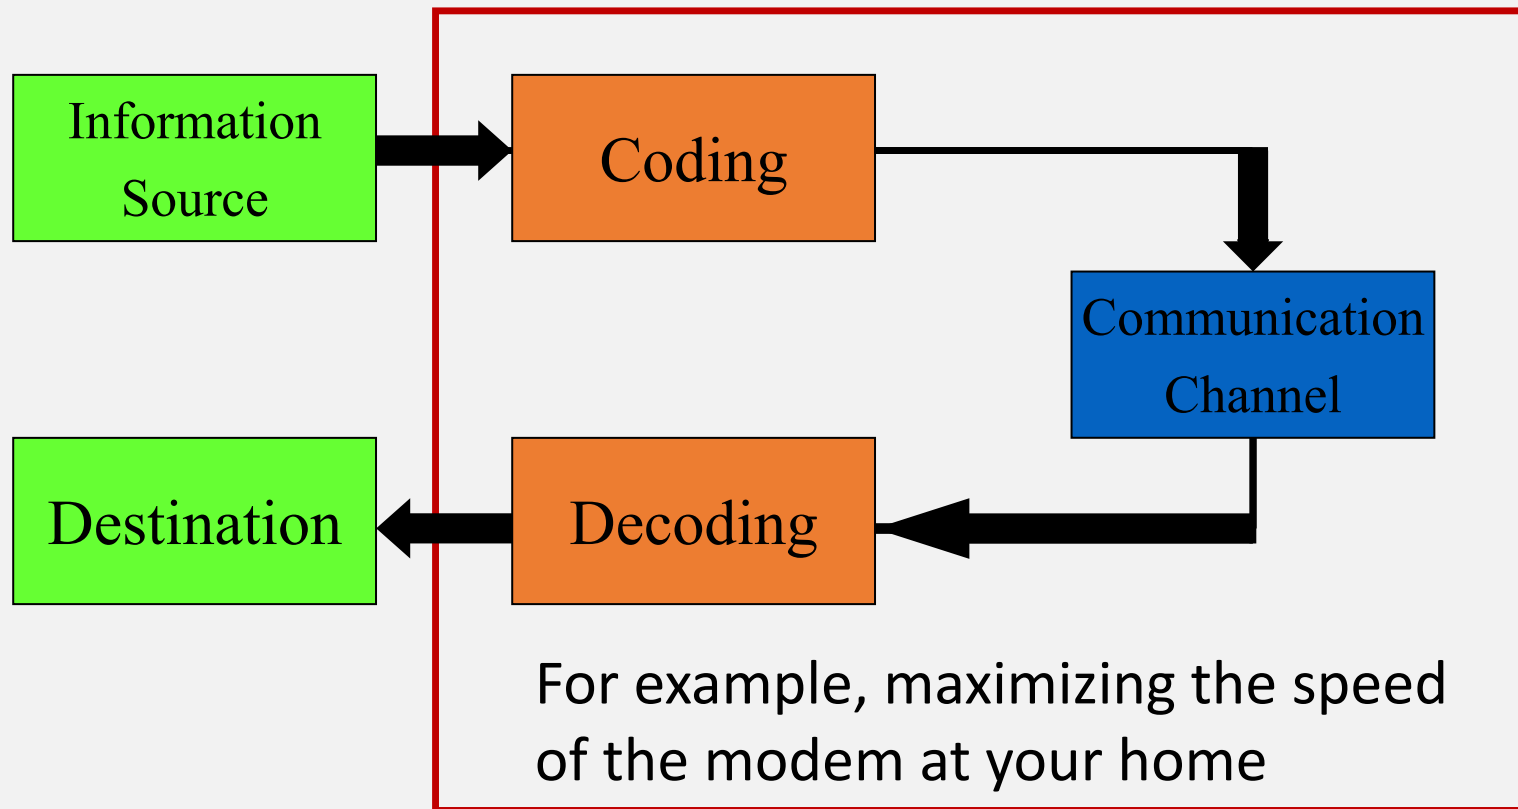 Information
Source
Coding
Communication
Channel
Destination
Decoding
For example, maximizing the speed
of the modem at your home